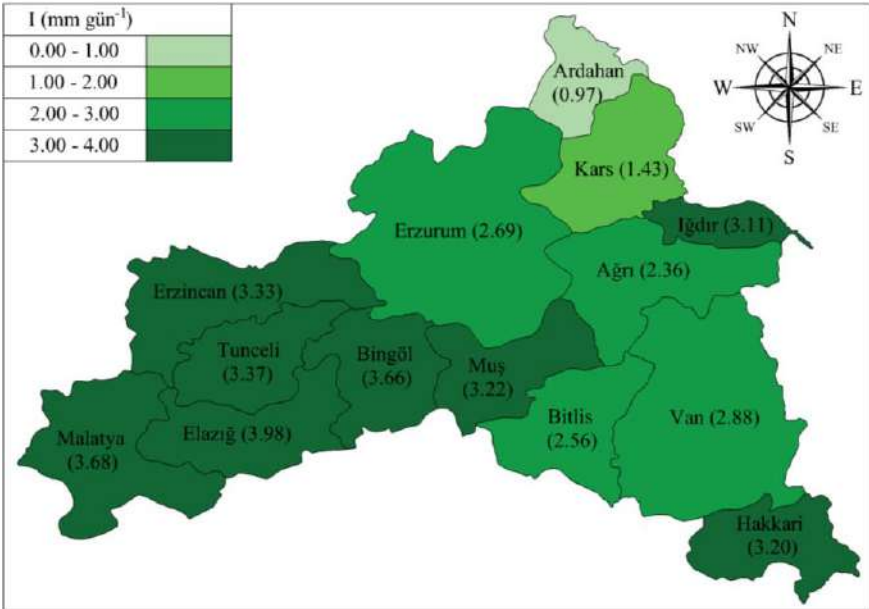 I (mm gün⁻¹)
0.00 - 1.00
1.00 - 2.00
2.00 - 3.00
3.00 - 4.00
N
NW
NE
W
E
SW
SE
S
Ardahan
(0.97)
Kars (1.43)
Iğdır (3.11)
Erzurum (2.69)
Ağrı (2.36)
Erzincan (3.33)
Tunceli
(3.37)
Bingöl
(3.66)
Muş
(3.22)
Bitlis
(2.56)
Van (2.88)
Malatya
(3.68)
Elazığ (3.98)
Hakkari
(3.20)